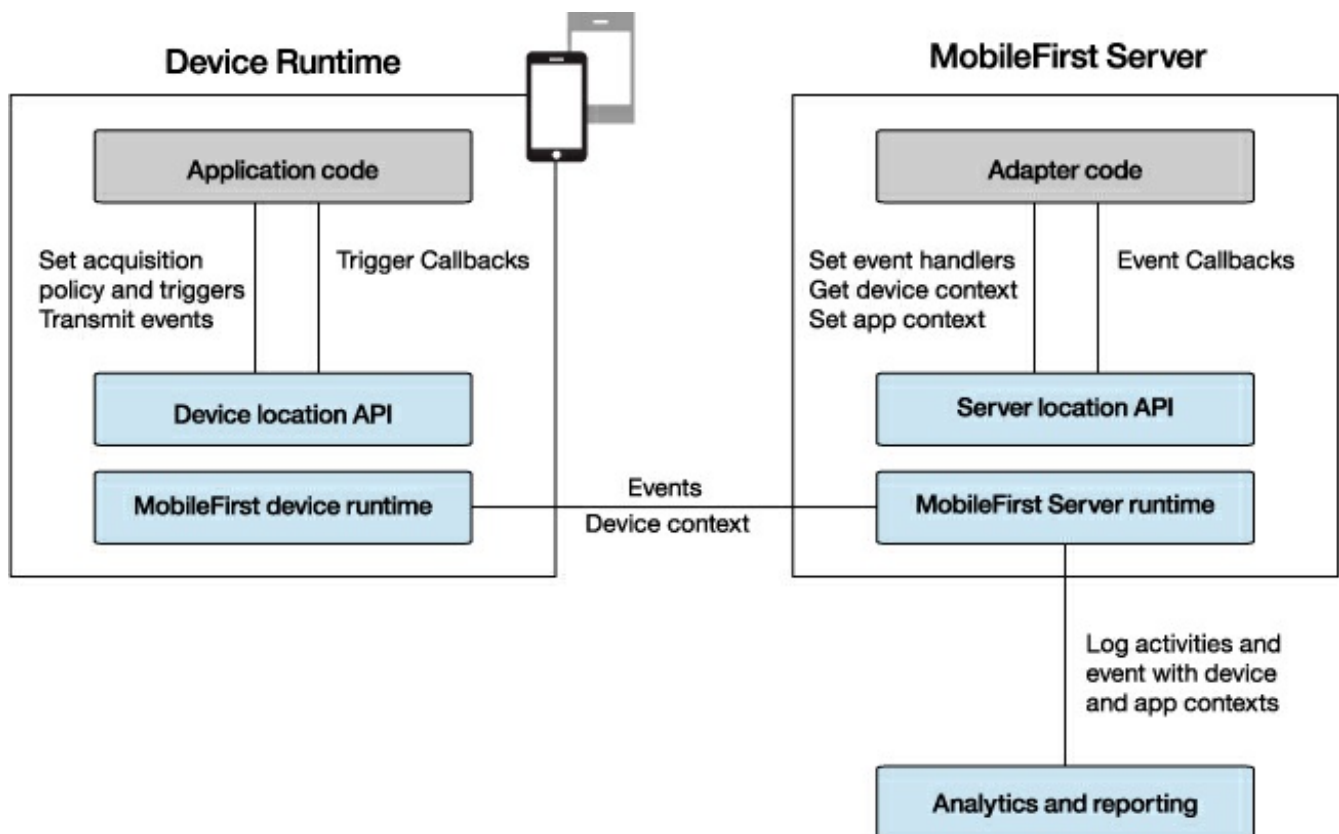 Device Runtime
MobileFirst Server
Application code
Adapter code
Set acquisition
policy and triggers
Transmit events
Trigger Callbacks
Set event handlers
Get device context
Set app context
Event Callbacks
Device location API
Server location API
MobileFirst device runtime
Events
Device context
MobileFirst Server runtime
Log activities and
event with device
and app contexts
Analytics and reporting